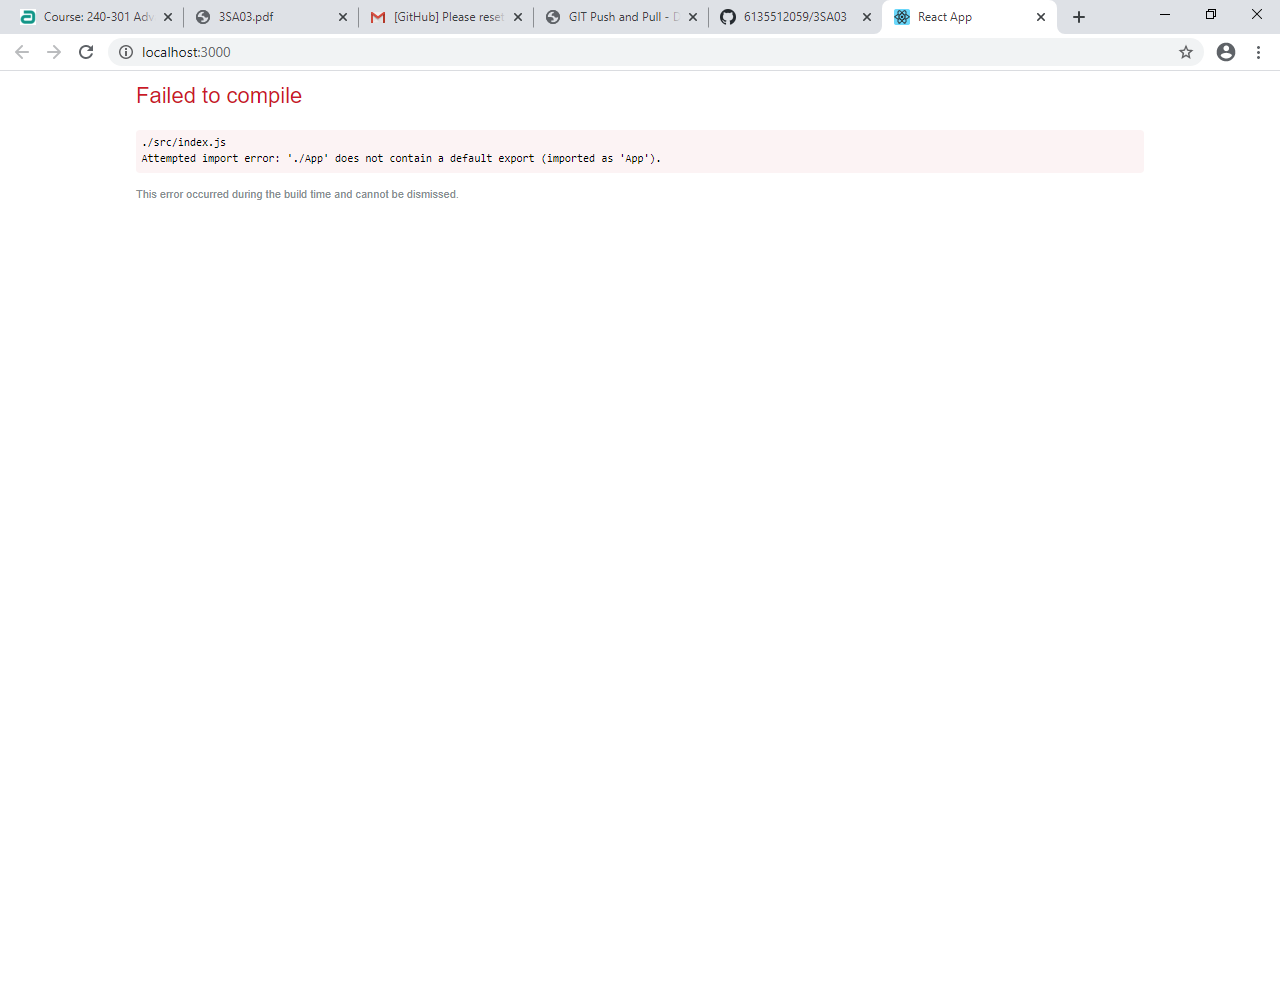 Course: 240-301 Adv
3SA03.pdf
[GitHub] Please reset
GIT Push and Pull - D
6135512059/3SA03
React App
localhost:3000
Failed to compile
./src/index.js
Attempted import error: './App' does not contain a default export (imported as 'App').
This error occurred during the build time and cannot be dismissed.